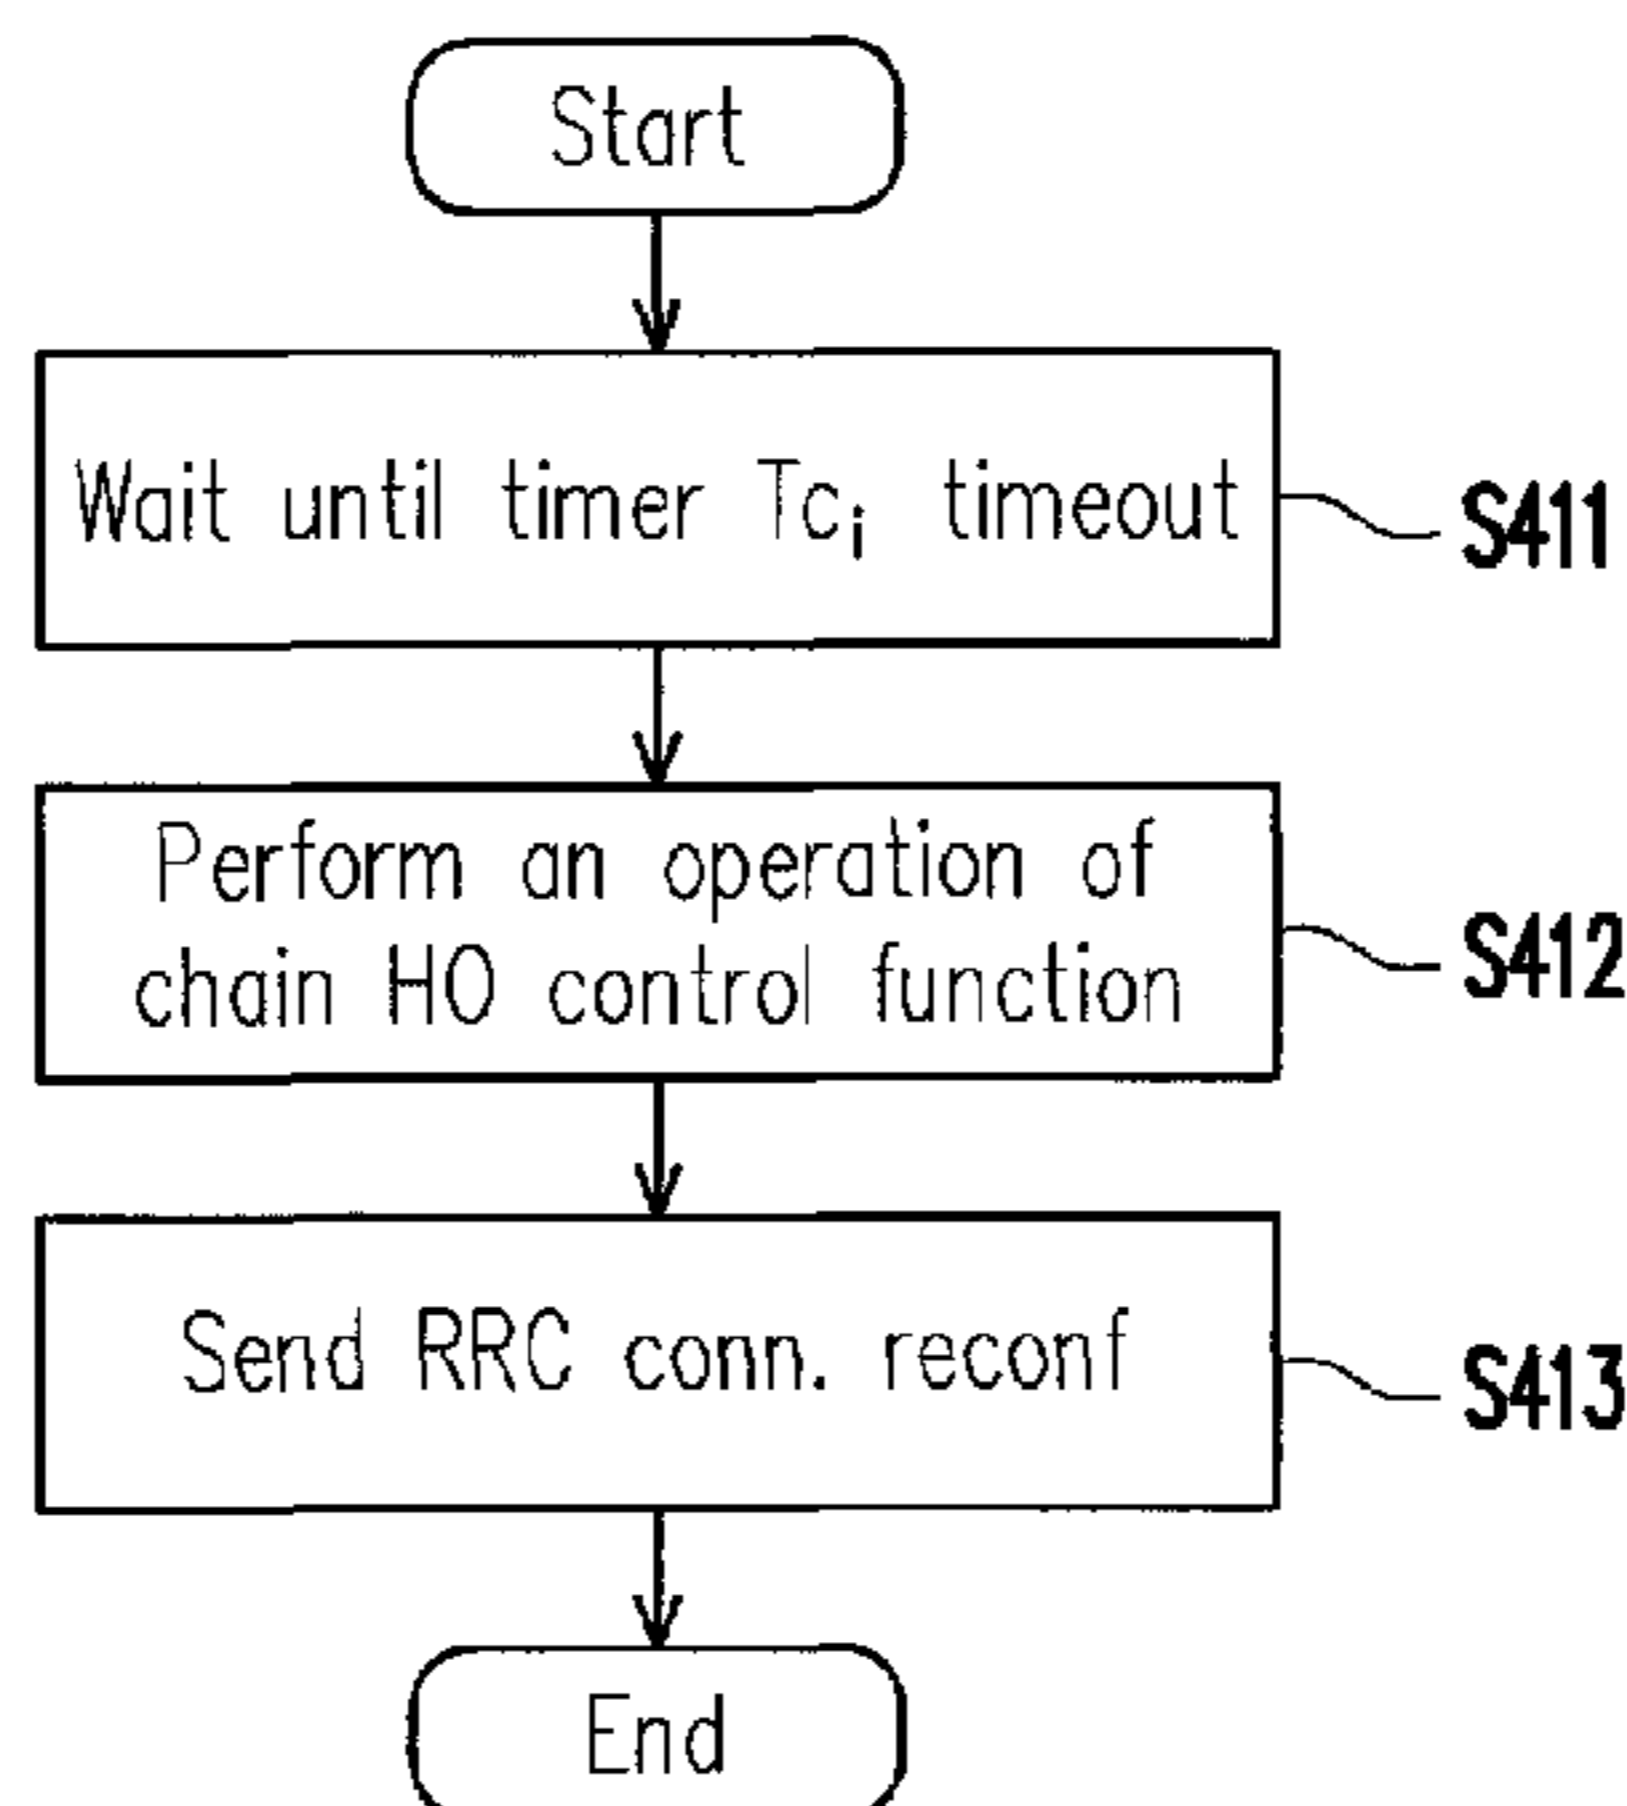 Start
Wait until timer Tci timeout
S411
Perform an operation of
chain HO control function
S412
Send RRC conn. reconf
S413
End